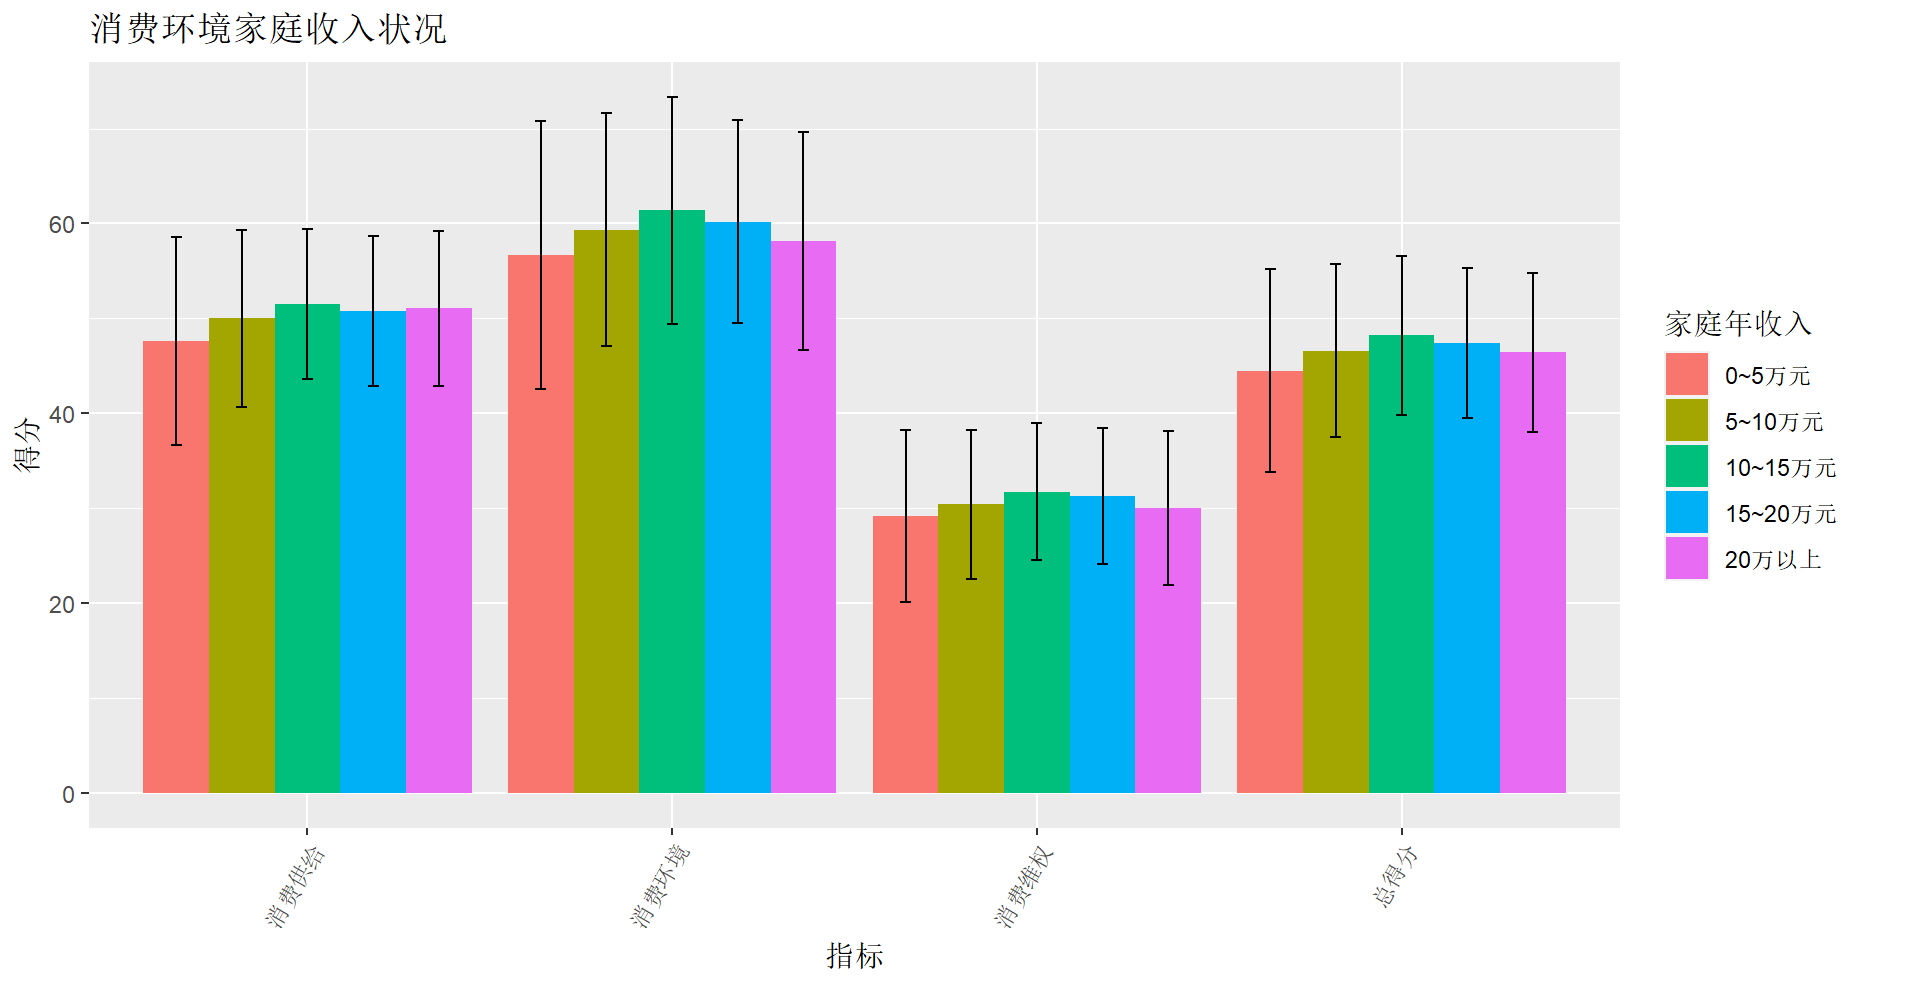 消费环境家庭收入状况
得分
60
40
20
0
消费供给
消费环境
消费维权
总得分
指标
家庭年收入
0~5万元
5~10万元
10~15万元
15~20万元
20万以上